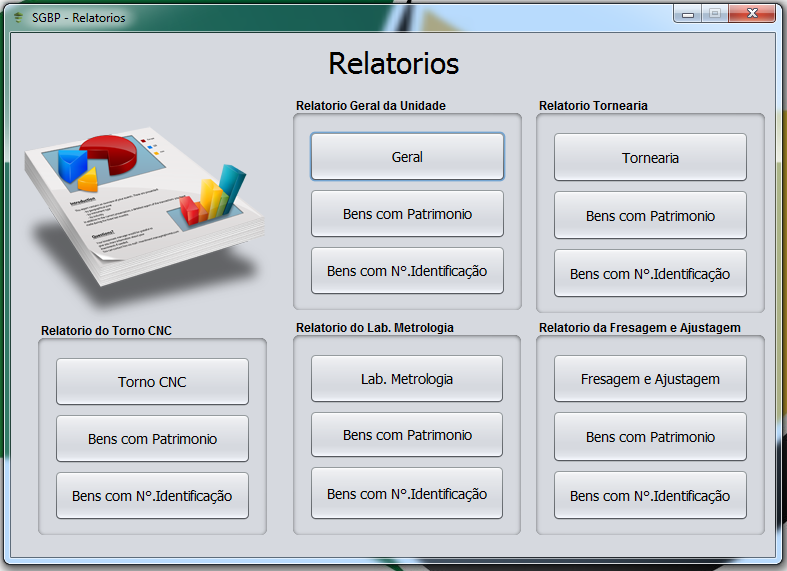 SGBP - Relatorios
Relatorios
Relatorio Geral da Unidade
Geral
Bens com Patrimonio
Bens com N°.Identificação
Relatorio Tornearia
Tornearia
Bens com Patrimonio
Bens com N°.Identificação
Introduction
Questions?
Relatorio do Torno CNC
Torno CNC
Bens com Patrimonio
Bens com N°.Identificação
Relatorio do Lab. Metrologia
Lab. Metrologia
Bens com Patrimonio
Bens com N°.Identificação
Relatorio da Fresagem e Ajustagem
Fresagem e Ajustagem
Bens com Patrimonio
Bens com N°.Identificação